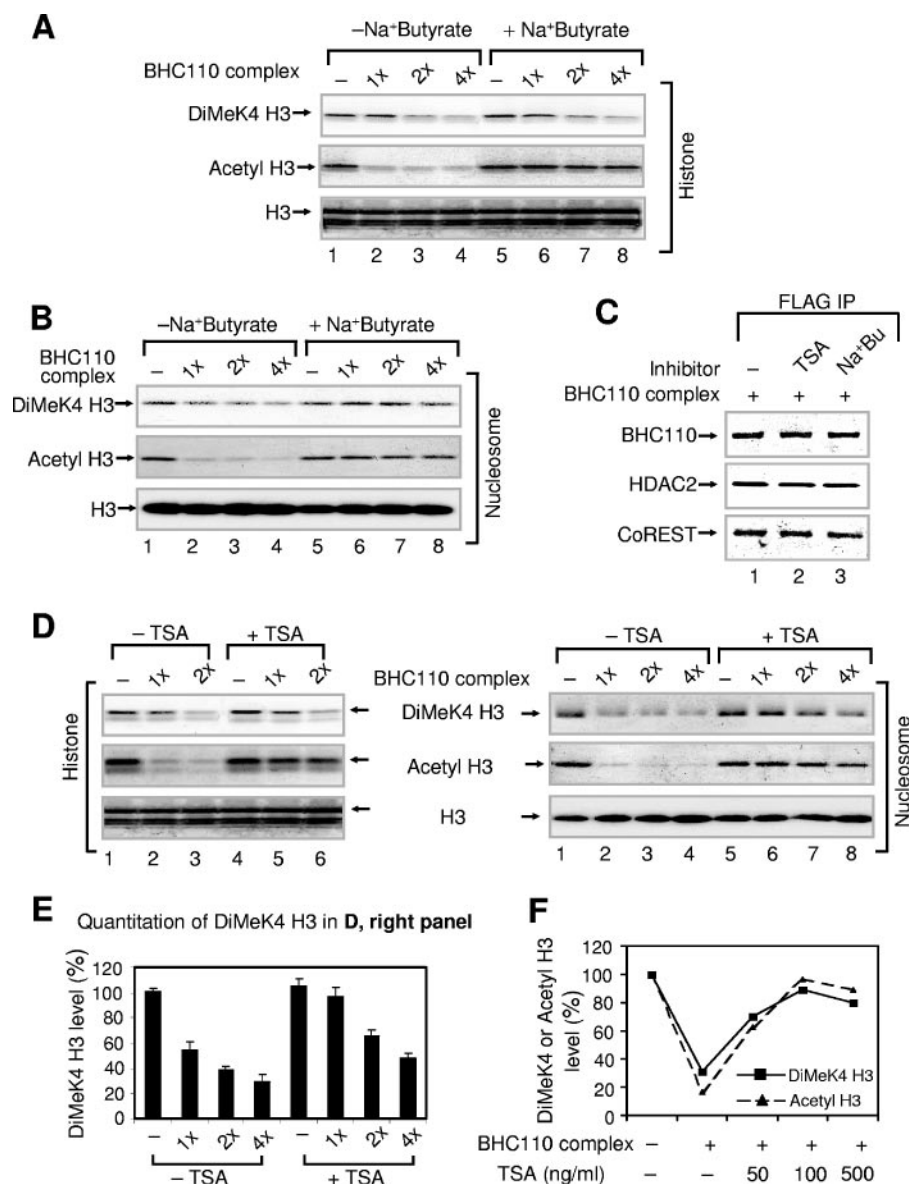 A
–Na⁺Butyrate + Na⁺Butyrate
BHC110 complex – 1x 2x 4x – 1x 2x 4x
DiMeK4 H3
Acetyl H3
H3
Histone
1 2 3 4 5 6 7 8
B
–Na⁺Butyrate + Na⁺Butyrate
BHC110 complex – 1x 2x 4x – 1x 2x 4x
DiMeK4 H3
Acetyl H3
H3
Nucleosome
1 2 3 4 5 6 7 8
C
FLAG IP
Inhibitor – TSA Na⁺Bu
BHC110 complex + + +
BHC110
HDAC2
CoREST
1 2 3
D
– TSA + TSA – TSA + TSA
– 1x 2x – 1x 2x BHC110 complex – 1x 2x 4x – 1x 2x 4x
DiMeK4 H3
Acetyl H3
H3
Histone
Nucleosome
1 2 3 4 5 6 1 2 3 4 5 6 7 8
E
Quantitation of DiMeK4 H3 in D, right panel
DiMeK4 H3 level (%)
120
100
80
60
40
20
0
– 1x 2x 4x – 1x 2x 4x
– TSA + TSA
F
DiMeK4 or Acetyl H3
level (%)
120
100
80
60
40
20
0
DiMeK4 H3
Acetyl H3
BHC110 complex – + + + +
TSA (ng/ml) – – 50 100 500